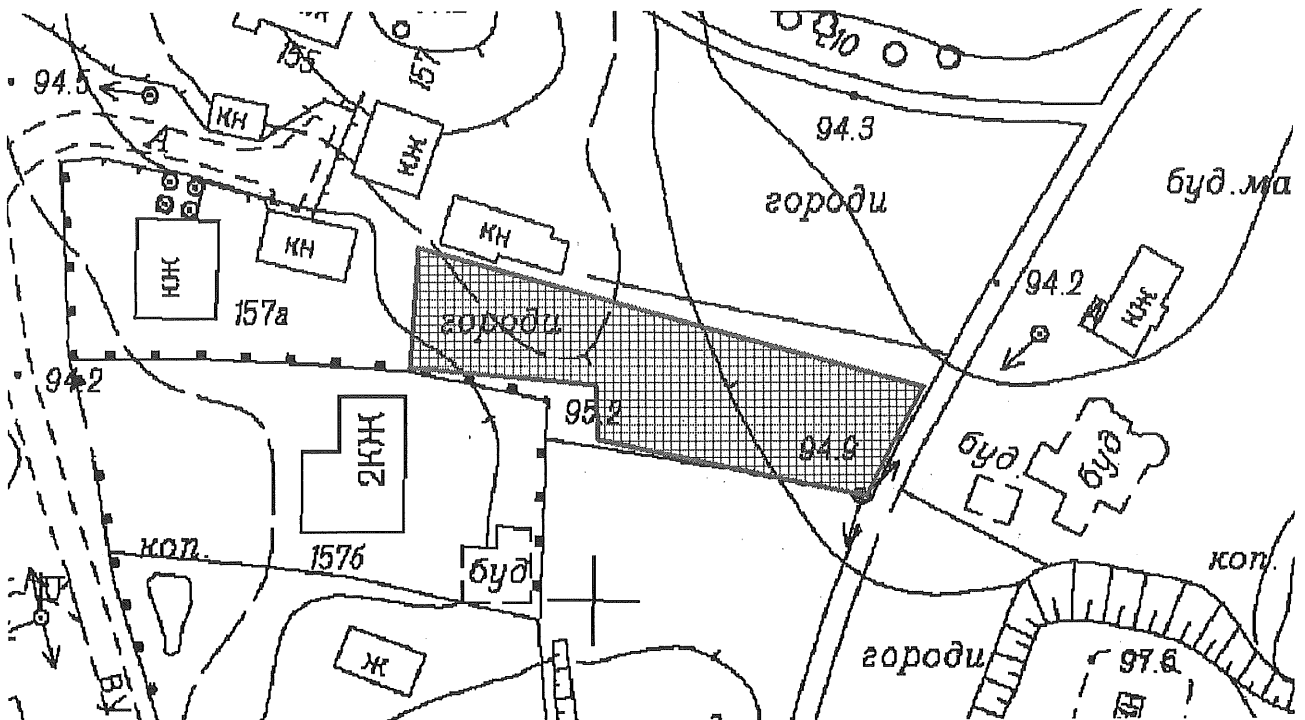 155
157
94.5
кн
А
кж
94.3
городи
буд.ма
кн
кн
кж
157а
94.2
кж
городи
94.2
95.2
2КЖ
94.9
буд
буд
коп.
157б
буд
коп.
городи
97.6
ж
ВУ